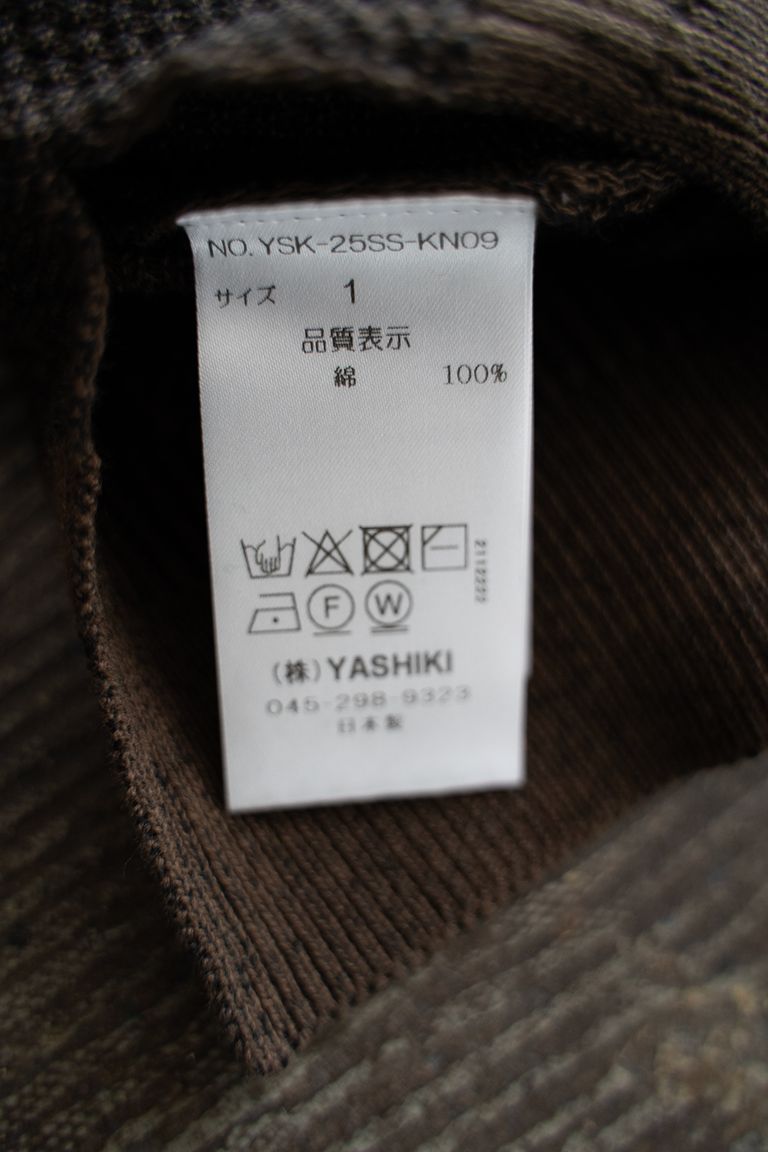 NO. YSK-25SS-KN09
サイズ 1
品質表示
綿 100%
2112222
F W
(株) YASHIKI
045-298-9323
日本製